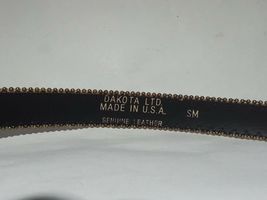 DAKOTA LTD.
MADE IN U.S.A. SM
GENUINE LEATHER